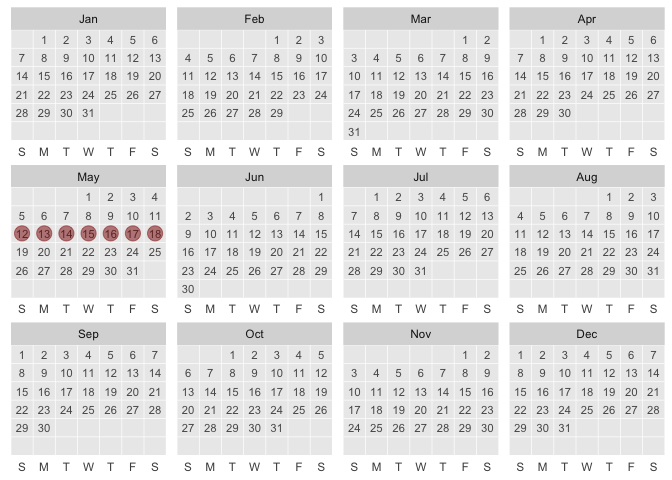 Jan Feb Mar Apr
1 2 3 4 5 6 1 2 3 1 2 1 2 3 4 5 6
7 8 9 10 11 12 13 4 5 6 7 8 9 10 3 4 5 6 7 8 9 7 8 9 10 11 12 13
14 15 16 17 18 19 20 11 12 13 14 15 16 17 10 11 12 13 14 15 16 14 15 16 17 18 19 20
21 22 23 24 25 26 27 18 19 20 21 22 23 24 17 18 19 20 21 22 23 21 22 23 24 25 26 27
28 29 30 31 25 26 27 28 29 24 25 26 27 28 29 30 28 29 30
31
S M T W T F S S M T W T F S S M T W T F S S M T W T F S
May Jun Jul Aug
1 2 3 4 1 1 2 3 4 5 6 1 2 3
5 6 7 8 9 10 11 2 3 4 5 6 7 8 7 8 9 10 11 12 13 4 5 6 7 8 9 10
12 13 14 15 16 17 18 9 10 11 12 13 14 15 14 15 16 17 18 19 20 11 12 13 14 15 16 17
19 20 21 22 23 24 25 16 17 18 19 20 21 22 21 22 23 24 25 26 27 18 19 20 21 22 23 24
26 27 28 29 30 31 23 24 25 26 27 28 29 28 29 30 31 25 26 27 28 29 30 31
30
S M T W T F S S M T W T F S S M T W T F S S M T W T F S
Sep Oct Nov Dec
1 2 3 4 5 6 7 1 2 3 4 5 1 2 1 2 3 4 5 6 7
8 9 10 11 12 13 14 6 7 8 9 10 11 12 3 4 5 6 7 8 9 8 9 10 11 12 13 14
15 16 17 18 19 20 21 13 14 15 16 17 18 19 10 11 12 13 14 15 16 15 16 17 18 19 20 21
22 23 24 25 26 27 28 20 21 22 23 24 25 26 17 18 19 20 21 22 23 22 23 24 25 26 27 28
29 30 27 28 29 30 31 24 25 26 27 28 29 30 29 30 31
S M T W T F S S M T W T F S S M T W T F S S M T W T F S